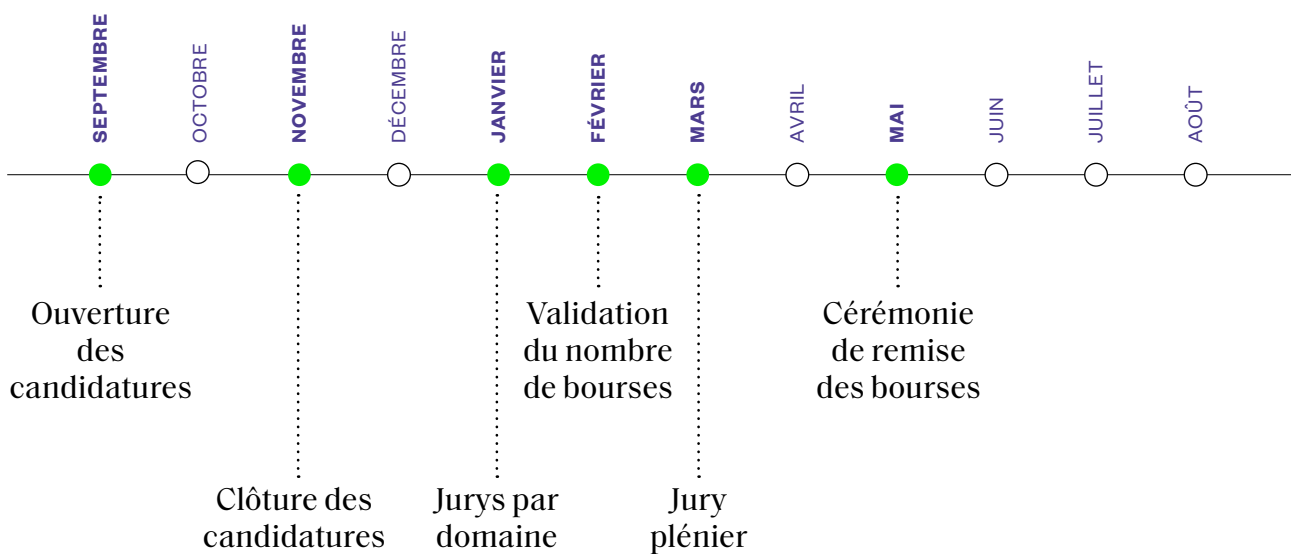 SEPTEMBRE
OCTOBRE
NOVEMBRE
DÉCEMBRE
JANVIER
FÉVRIER
MARS
AVRIL
MAI
JUIN
JUILLET
AOÛT
Ouverture
des
candidatures
Validation
du nombre
de bourses
Cérémonie
de remise
des bourses
Clôture des
candidatures
Jurys par
domaine
Jury
plénier